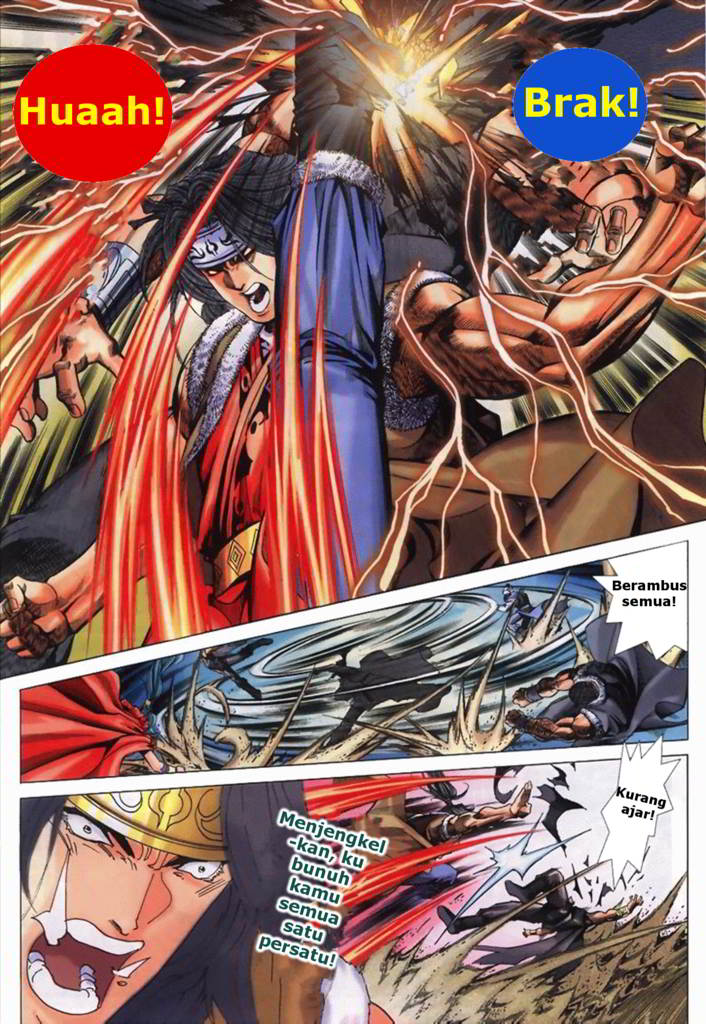 Huaah!
Brak!
Berambus
semua!
Kurang
ajar!
Menjengkel
-kan, ku
bunuh
kamu
semua
satu
persatu!